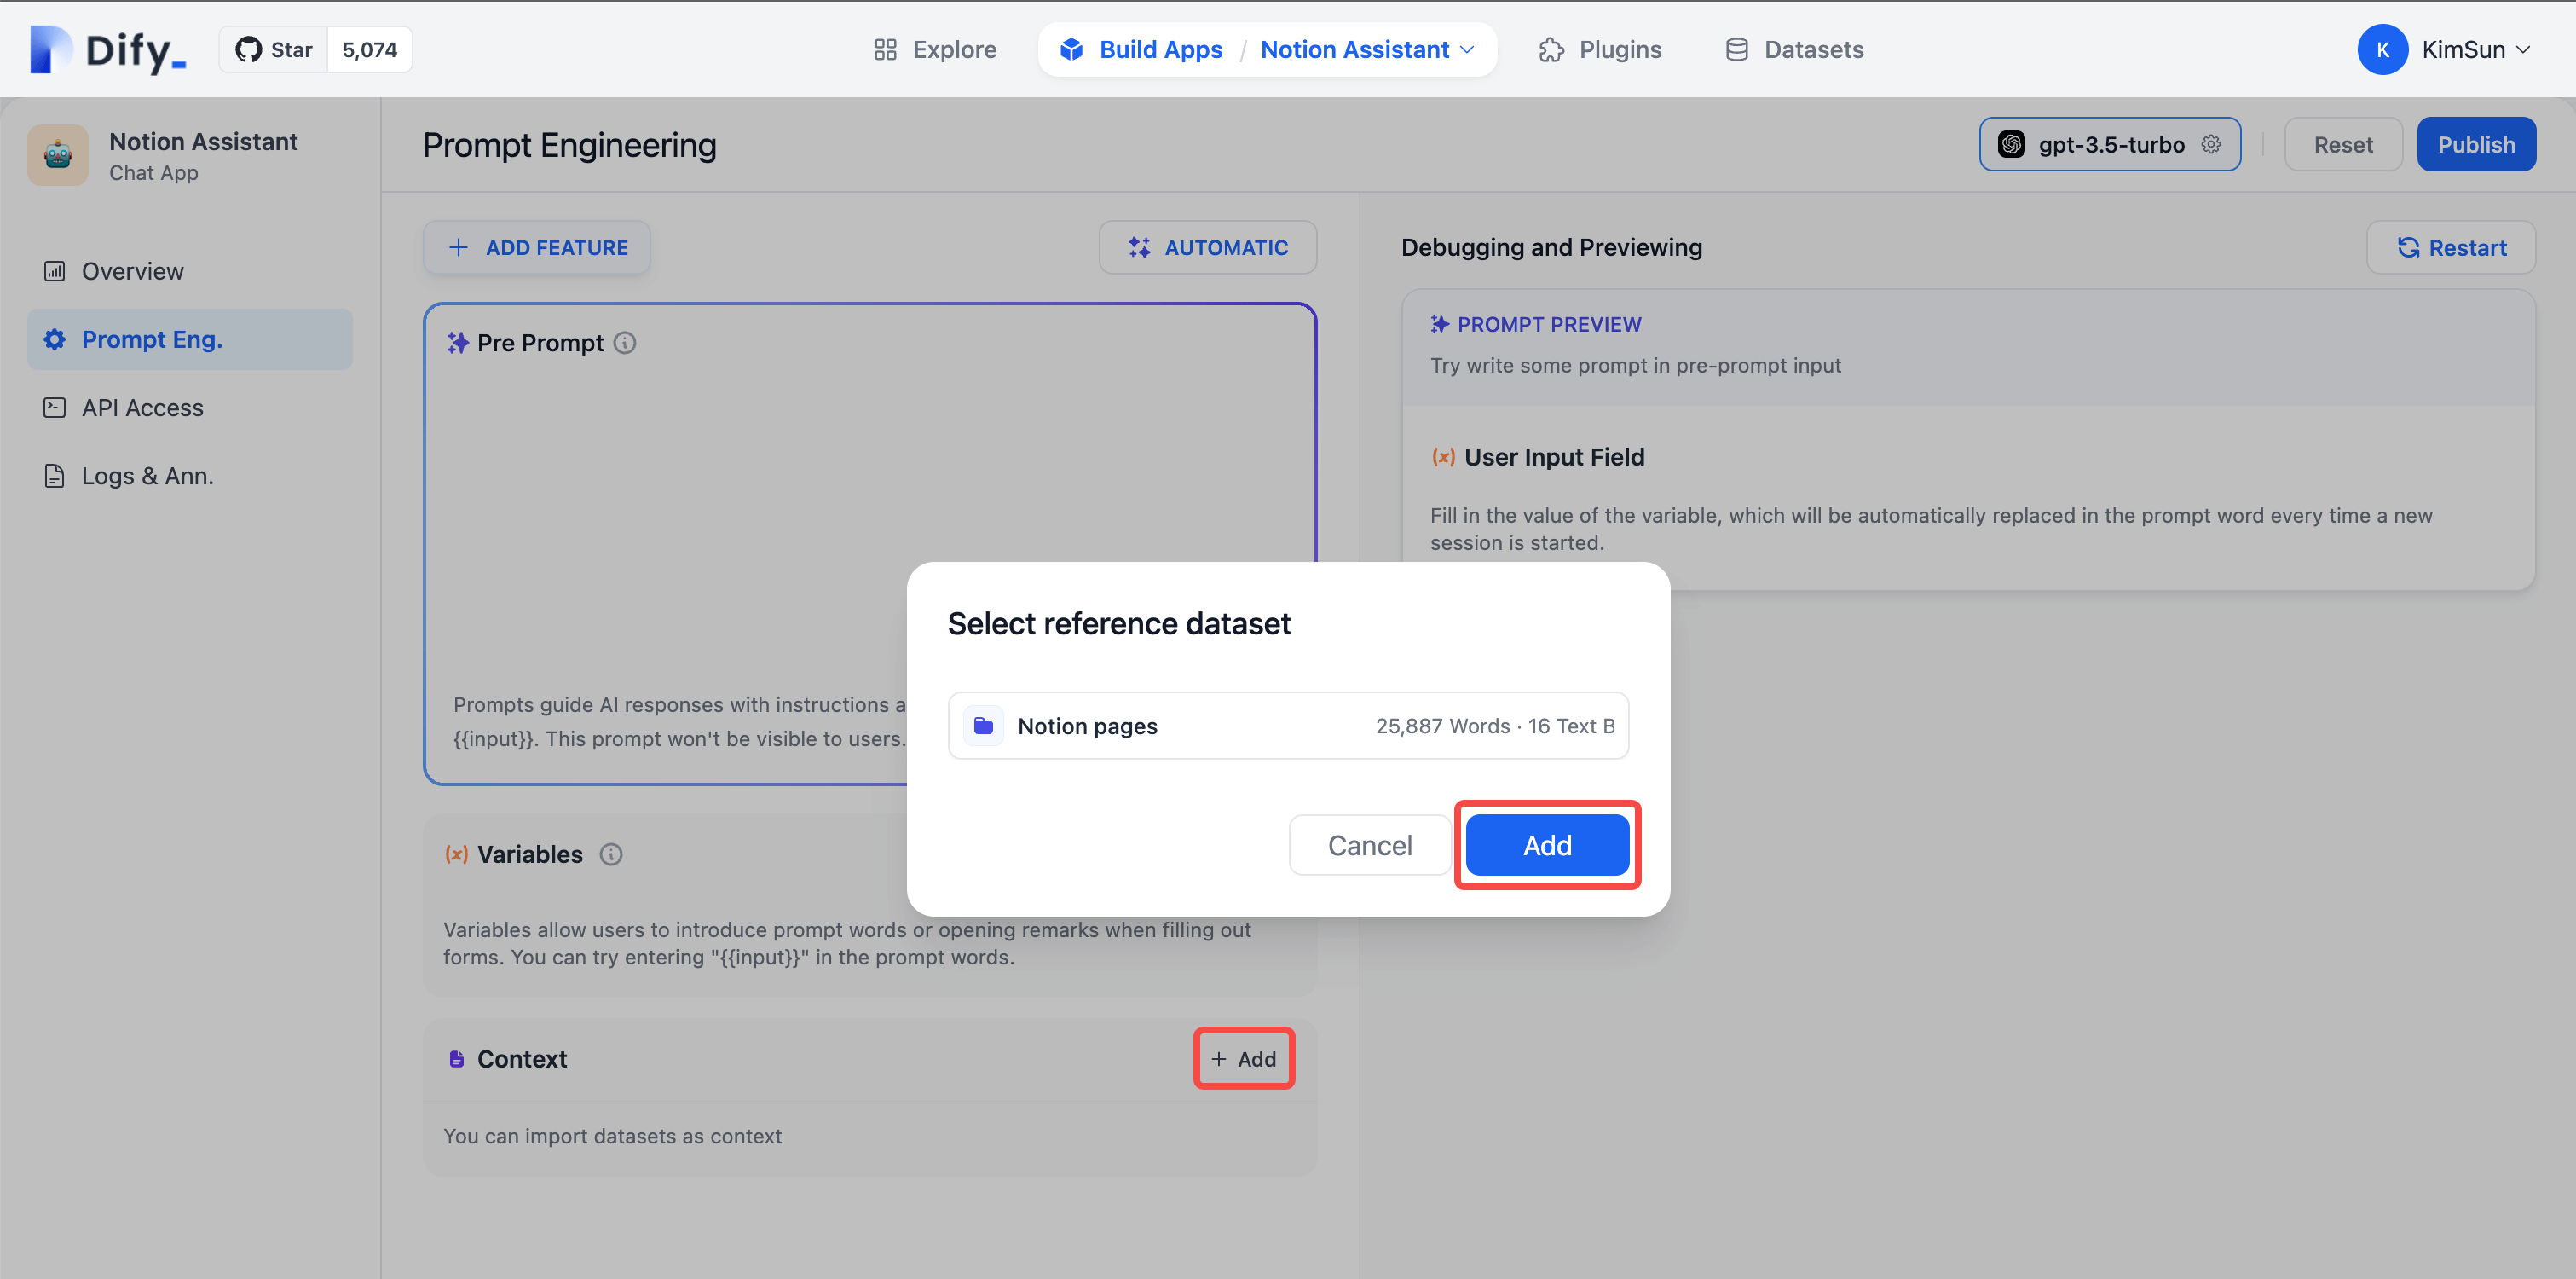 Dify_
Star 5,074
Explore
Build Apps / Notion Assistant
Plugins
Datasets
K KimSun
Notion Assistant
Chat App
Overview
Prompt Eng.
API Access
Logs & Ann.
Prompt Engineering
gpt-3.5-turbo
Reset
Publish
+ ADD FEATURE
AUTOMATIC
Pre Prompt
Prompts guide AI responses with instructions a
{{input}}. This prompt won't be visible to users.
(x) Variables
Variables allow users to introduce prompt words or opening remarks when filling out
forms. You can try entering "{{input}}" in the prompt words.
Context
+ Add
You can import datasets as context
Debugging and Previewing
Restart
PROMPT PREVIEW
Try write some prompt in pre-prompt input
(x) User Input Field
Fill in the value of the variable, which will be automatically replaced in the prompt word every time a new
session is started.
Select reference dataset
Notion pages
25,887 Words · 16 Text B
Cancel
Add